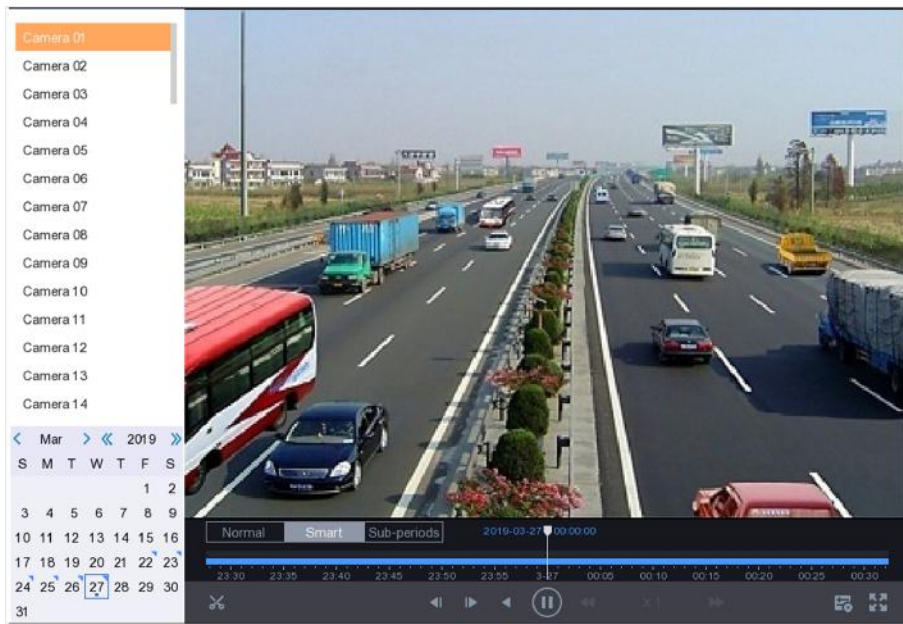 Camera 01
Camera 02
Camera 03
Camera 04
Camera 05
Camera 06
Camera 07
Camera 08
Camera 09
Camera 10
Camera 11
Camera 12
Camera 13
Camera 14
Mar 2019
S M T W T F S
1 2
3 4 5 6 7 8 9
10 11 12 13 14 15 16
17 18 19 20 21 22 23
24 25 26 27 28 29 30
31
Normal Smart Sub-periods 2019-03-27 00:00:00
23:30 23:35 23:40 23:45 23:50 23:55 3-27 00:05 00:10 00:15 00:20 00:25 00:30
x 1